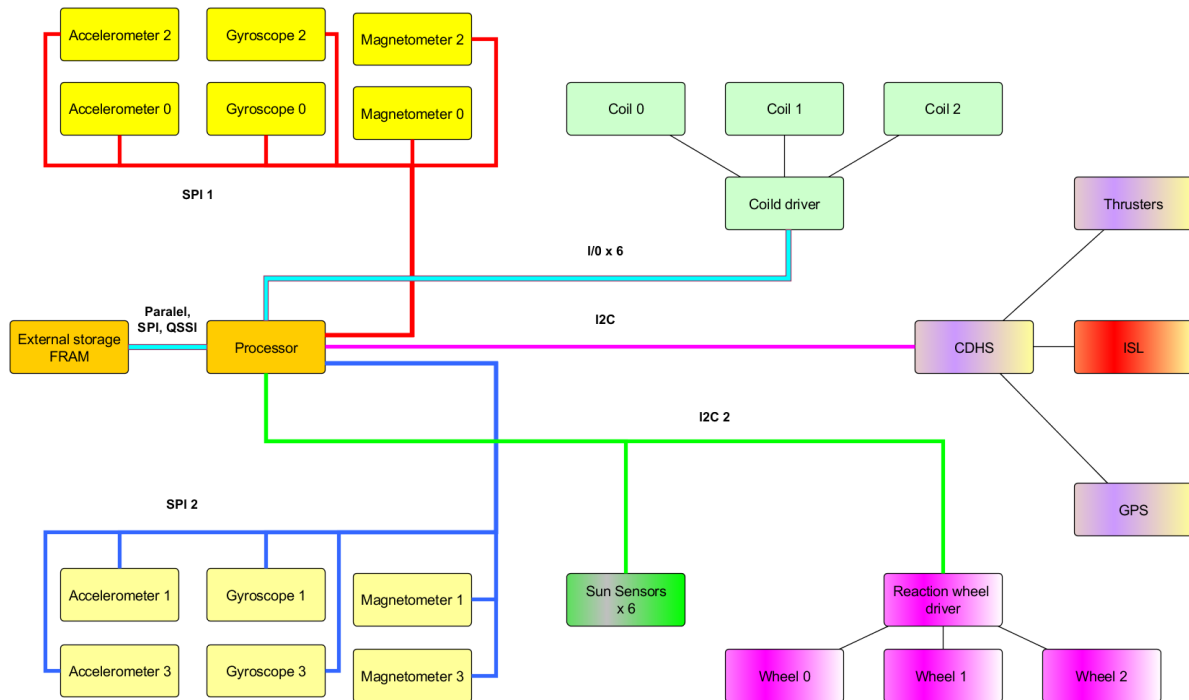 Accelerometer 2
Gyroscope 2
Magnetometer 2
Accelerometer 0
Gyroscope 0
Magnetometer 0
Coil 0
Coil 1
Coil 2
SPI 1
Coild driver
Thrusters
I/0 x 6
Paralel,
SPI, QSSI
I2C
External storage
FRAM
Processor
CDHS
ISL
I2C 2
SPI 2
GPS
Accelerometer 1
Gyroscope 1
Magnetometer 1
Sun Sensors
x 6
Reaction wheel
driver
Accelerometer 3
Gyroscope 3
Magnetometer 3
Wheel 0
Wheel 1
Wheel 2